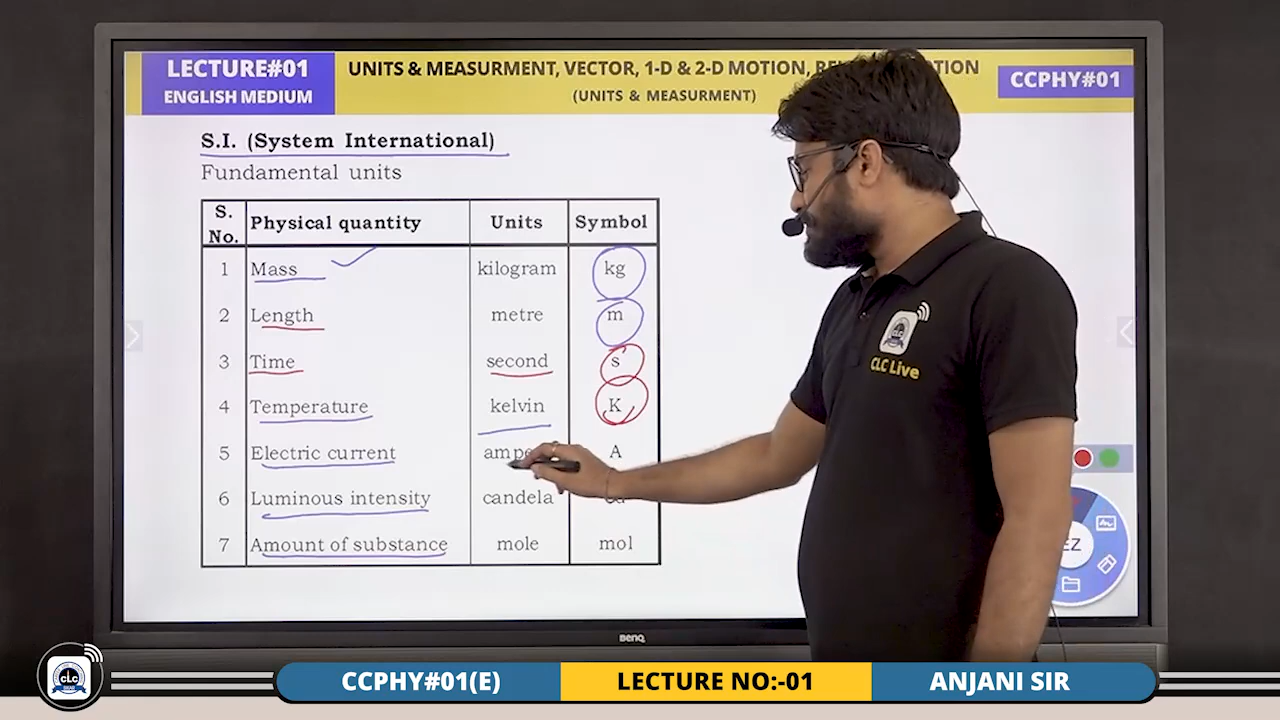 LECTURE#01
ENGLISH MEDIUM
UNITS & MEASURMENT, VECTOR, 1-D & 2-D MOTION,
(UNITS & MEASURMENT)
CCPHY#01
S.I. (System International)
Fundamental units
S. No. Physical quantity Units Symbol
1 Mass kilogram kg
2 Length metre m
3 Time second s
4 Temperature kelvin K
5 Electric current A
6 Luminous intensity candela
7 Amount of substance mole mol
CLC
CLC Live
BenQ
CLC
CCPHY#01(E)
LECTURE NO:-01
ANJANI SIR